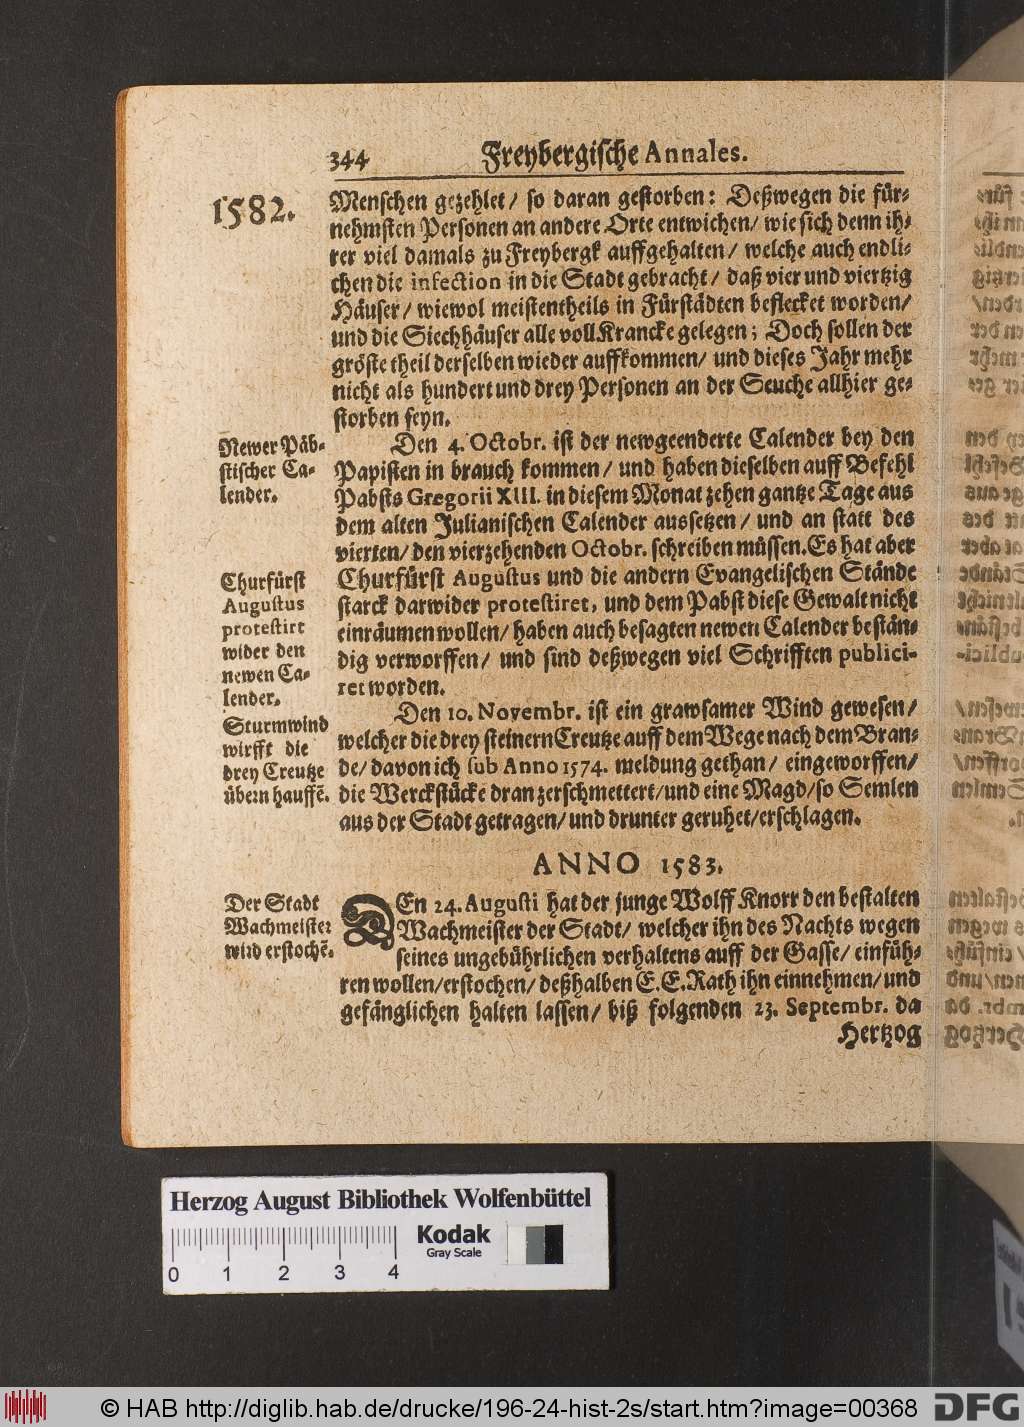 344 Freybergische Annales.
1582.
Menschen gezehlet / so daran gestorben: Deßwegen die für-
nehmsten Personen an andere Orte entwichen / wie sich denn ih-
rer viel damals zu Freybergk auffgehalten / welche auch endli-
chen die infection in die Stadt gebracht / daß vier und viertzig
Häuser / wiewol meistentheils in Fürstädten beflecket worden /
und die Siechhäuser alle voll Krancke gelegen; Doch sollen der
gröste theil derselben wieder auffkommen / und dieses Jahr mehr
nicht als hundert und drey Personen an der Seuche allhier ge-
storben seyn.
Newer Päb-
stischer Ca-
lender.
Den 4. Octobr. ist der newgeenderte Calender bey den
Papisten in brauch kommen / und haben dieselben auff Befehl
Pabsts Gregorii XIII. in diesem Monat zehen gantze Tage aus
dem alten Julianischen Calender aussetzen / und an statt des
vierten / den vierzehenden Octobr. schreiben müssen. Es hat aber
Churfürst
Augustus
protestirt
wider den
newen Ca-
lender.
Churfürst Augustus und die andern Evangelischen Stände
starck darwider protestiret, und dem Pabst diese Gewalt nicht
einräumen wollen / haben auch besagten newen Calender bestän-
dig verworffen / und sind deßwegen viel Schrifften publici-
ret worden.
Sturmwind
wirfft die
drey Creutze
übern hauffẽ.
Den 10. Novembr. ist ein grawsamer Wind gewesen /
welcher die drey steinern Creutze auff dem Wege nach dem Bran-
de / davon ich sub Anno 1574. meldung gethan / eingeworffen /
die Werckstücke dran zerschmettert / und eine Magd / so Semlen
aus der Stadt getragen / und drunter geruhet / erschlagen.
ANNO 1583.
Der Stadt
Wachmeister
wird erstochẽ.
DEn 24. Augusti hat der junge Wolff Knorr den bestalten
Wachmeister der Stadt / welcher ihn des Nachts wegen
seines ungebührlichen verhaltens auff der Gasse / einfüh-
ren wollen / erstochen / deßhalben E. E. Rath ihn einnehmen / und
gefänglichen halten lassen / biß folgenden 23. Septembr. da
Hertzog
Herzog August Bibliothek Wolfenbüttel
Kodak
Gray Scale
0 1 2 3 4
© HAB http://diglib.hab.de/drucke/196-24-hist-2s/start.htm?image=00368
DFG